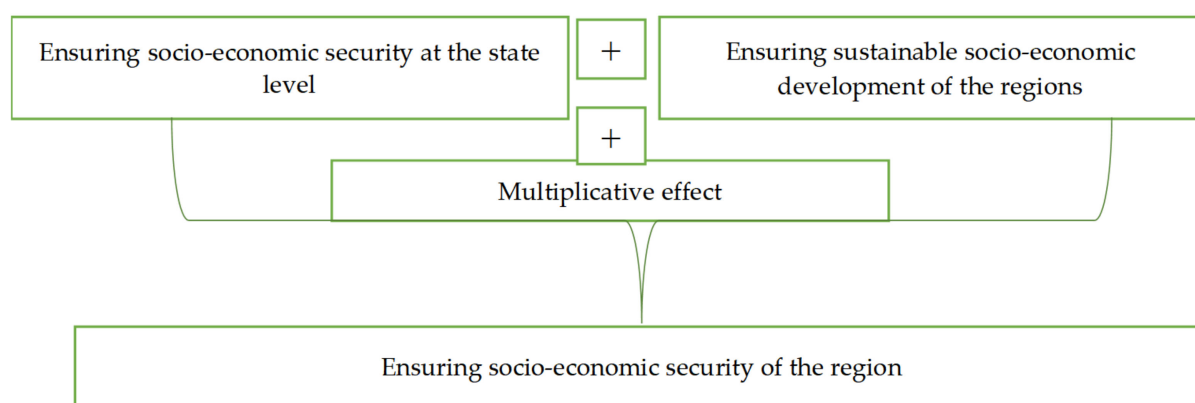 Ensuring socio-economic security at the state
level
+
Ensuring sustainable socio-economic
development of the regions
+
Multiplicative effect
Ensuring socio-economic security of the region